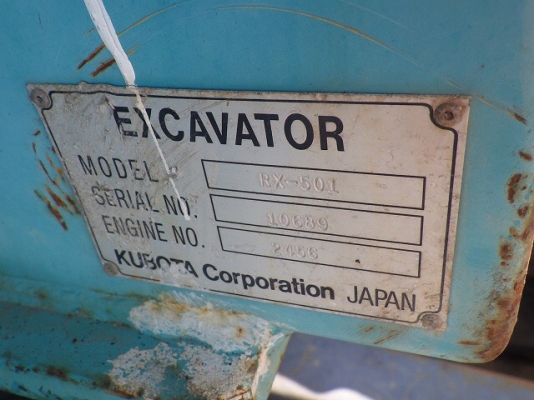 EXCAVATOR
MODEL RX-501
SERIAL NO. 10689
ENGINE NO.
KUBOTA Corporation JAPAN